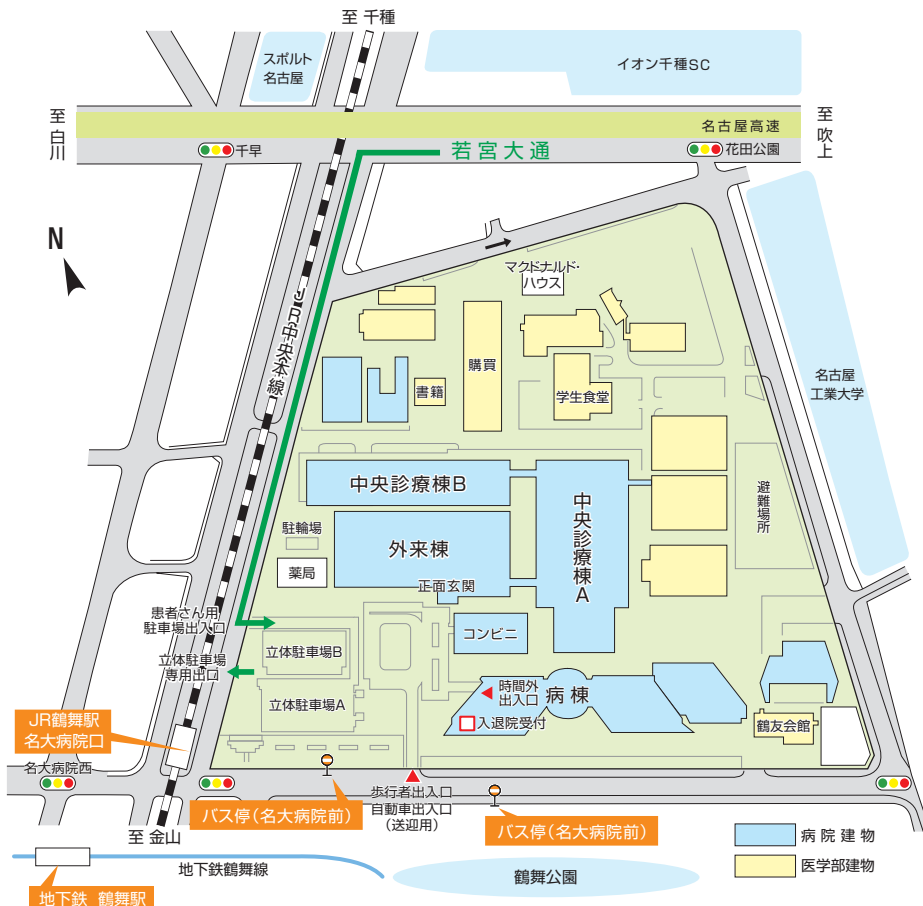 至 千種
スポルト
名古屋
イオン千種SC
至 白川
名古屋高速
至 吹上
千早
若宮大通
花田公園
N
マクドナルド・
ハウス
JR中央本線
購買
書籍
学生食堂
名古屋
工業大学
中央診療棟B
中央診療棟A
避難場所
駐輪場
外来棟
薬局
正面玄関
患者さん用
駐車場出入口
コンビニ
立体駐車場B
立体駐車場
専用出口
時間外
出入口
病棟
立体駐車場A
入退院受付
鶴友会館
JR鶴舞駅
名大病院口
名大病院西
歩行者出入口
自動車出入口
(送迎用)
バス停(名大病院前)
バス停(名大病院前)
至 金山
病院建物
医学部建物
地下鉄鶴舞線
鶴舞公園
地下鉄 鶴舞駅